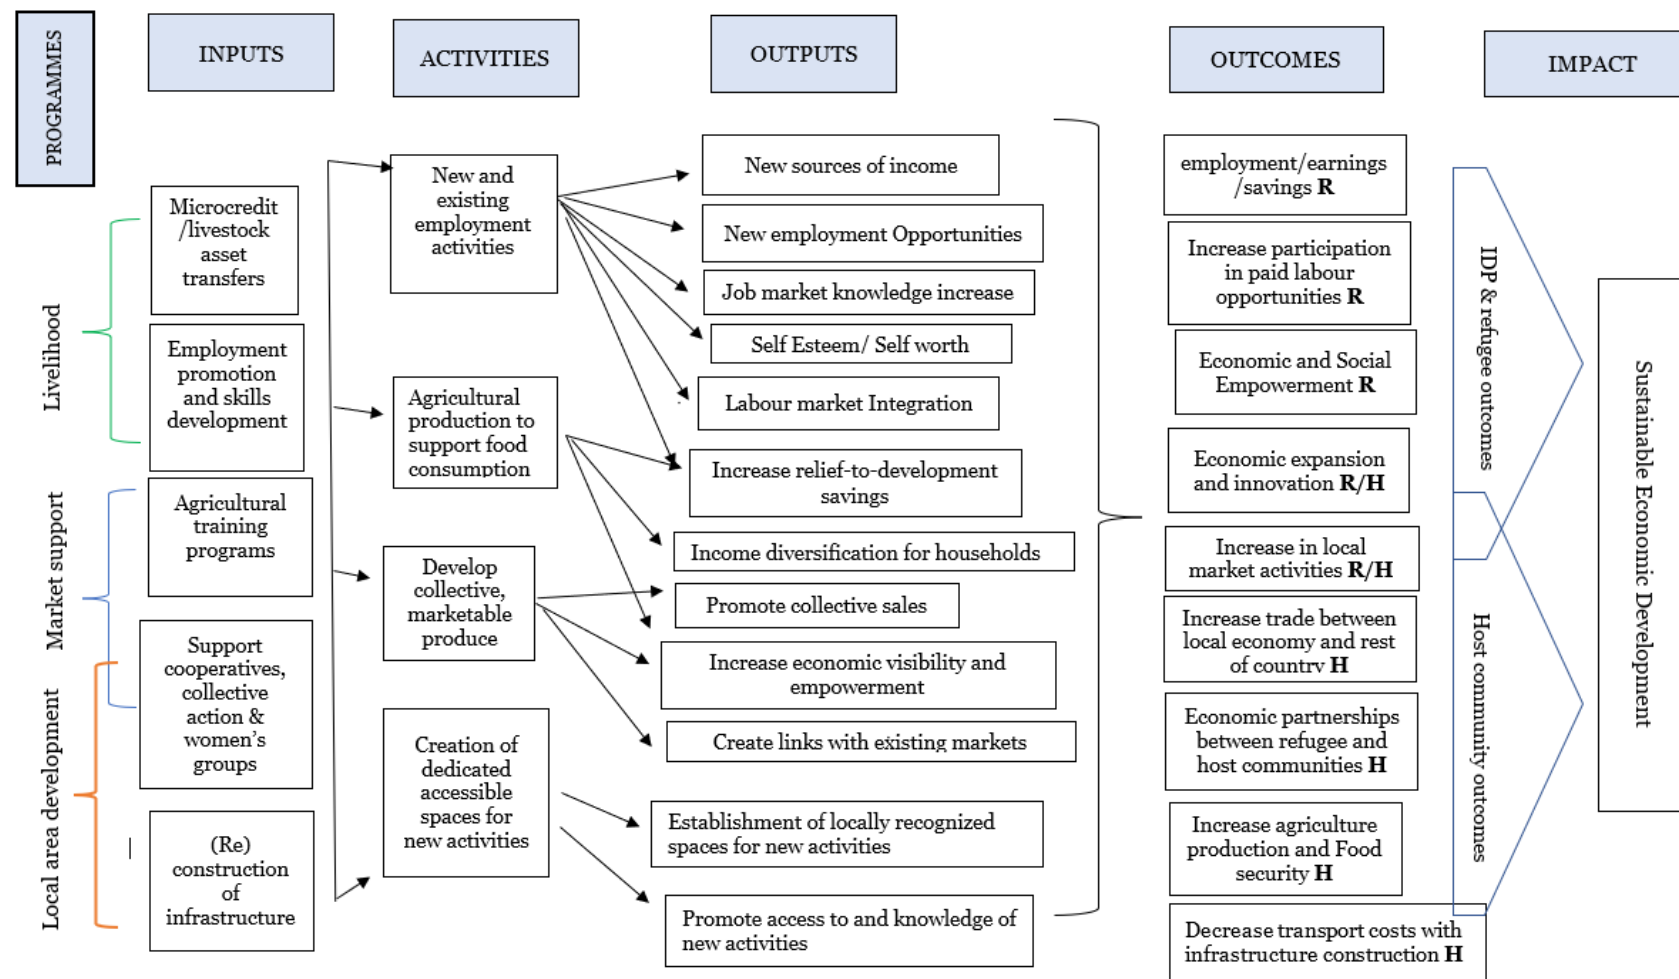 PROGRAMMES
INPUTS
ACTIVITIES
OUTPUTS
OUTCOMES
IMPACT
Livelihood
Market support
Local area development
Microcredit
/livestock
asset
transfers
Employment
promotion
and skills
development
Agricultural
training
programs
Support
cooperatives,
collective
action &
women's
groups
(Re)
construction
of
infrastructure
New and
existing
employment
activities
Agricultural
production to
support food
consumption
Develop
collective,
marketable
produce
Creation of
dedicated
accessible
spaces for
new activities
New sources of income
New employment Opportunities
Job market knowledge increase
Self Esteem/ Self worth
Labour market Integration
Increase relief-to-development
savings
Income diversification for households
Promote collective sales
Increase economic visibility and
empowerment
Create links with existing markets
Establishment of locally recognized
spaces for new activities
Promote access to and knowledge of
new activities
employment/earnings
/savings R
Increase participation
in paid labour
opportunities R
Economic and Social
Empowerment R
Economic expansion
and innovation R/H
Increase in local
market activities R/H
Increase trade between
local economy and rest
of country H
Economic partnerships
between refugee and
host communities H
Increase agriculture
production and Food
security H
Decrease transport costs with
infrastructure construction H
IDP & refugee outcomes
Host community outcomes
Sustainable Economic Development